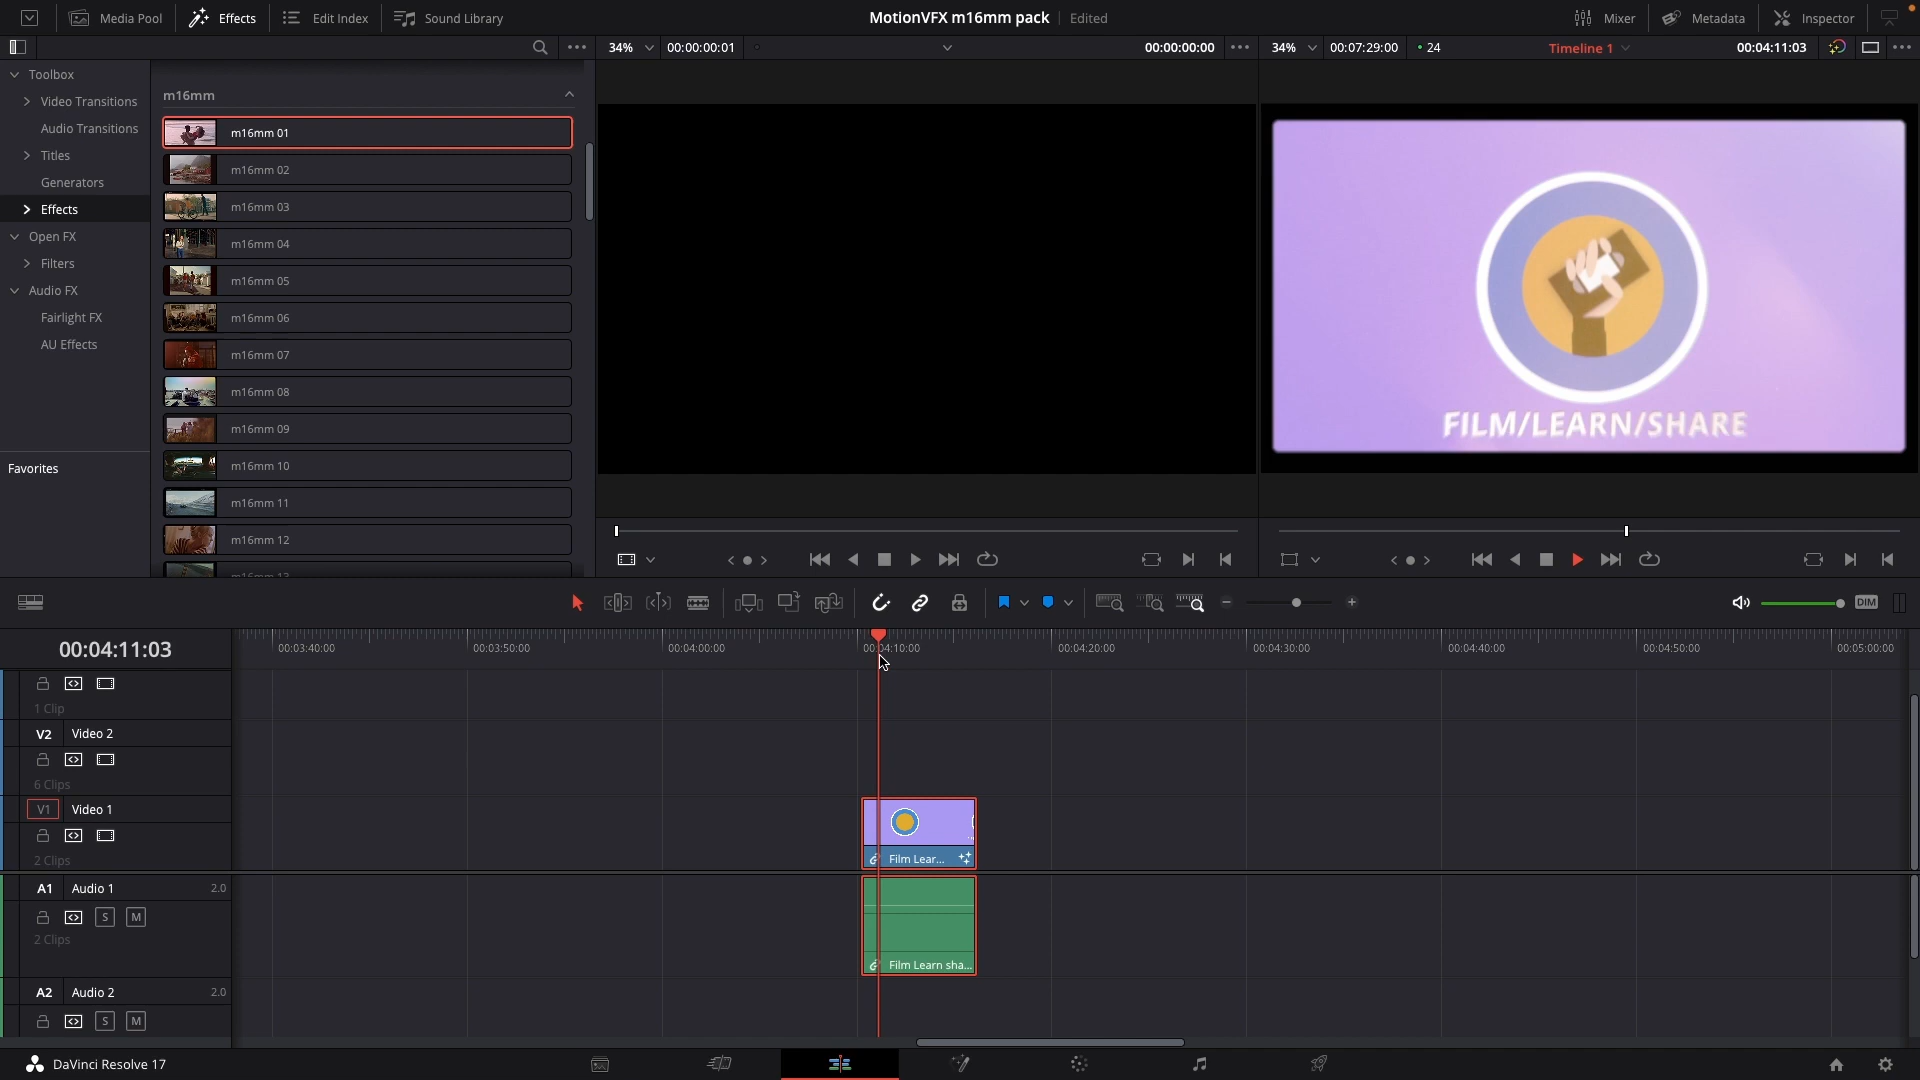 Media Pool
Effects
Edit Index
Sound Library
MotionVFX m16mm pack
Edited
Mixer
Metadata
Inspector
34%
00:00:00:01
00:00:00:00
34%
00:07:29:00
24
Timeline 1
00:04:11:03
Toolbox
Video Transitions
Audio Transitions
Titles
Generators
Effects
Open FX
Filters
Audio FX
Fairlight FX
AU Effects
Favorites
m16mm
m16mm 01
m16mm 02
m16mm 03
m16mm 04
m16mm 05
m16mm 06
m16mm 07
m16mm 08
m16mm 09
m16mm 10
m16mm 11
m16mm 12
m16mm 13
FILM/LEARN/SHARE
DIM
00:04:11:03
00:03:40:00
00:03:50:00
00:04:00:00
00:04:10:00
00:04:20:00
00:04:30:00
00:04:40:00
00:04:50:00
00:05:00:00
1 Clip
V2 Video 2
6 Clips
V1 Video 1
2 Clips
Film Lear...
A1 Audio 1 2.0
S M
2 Clips
Film Learn sha...
A2 Audio 2 2.0
S M
DaVinci Resolve 17